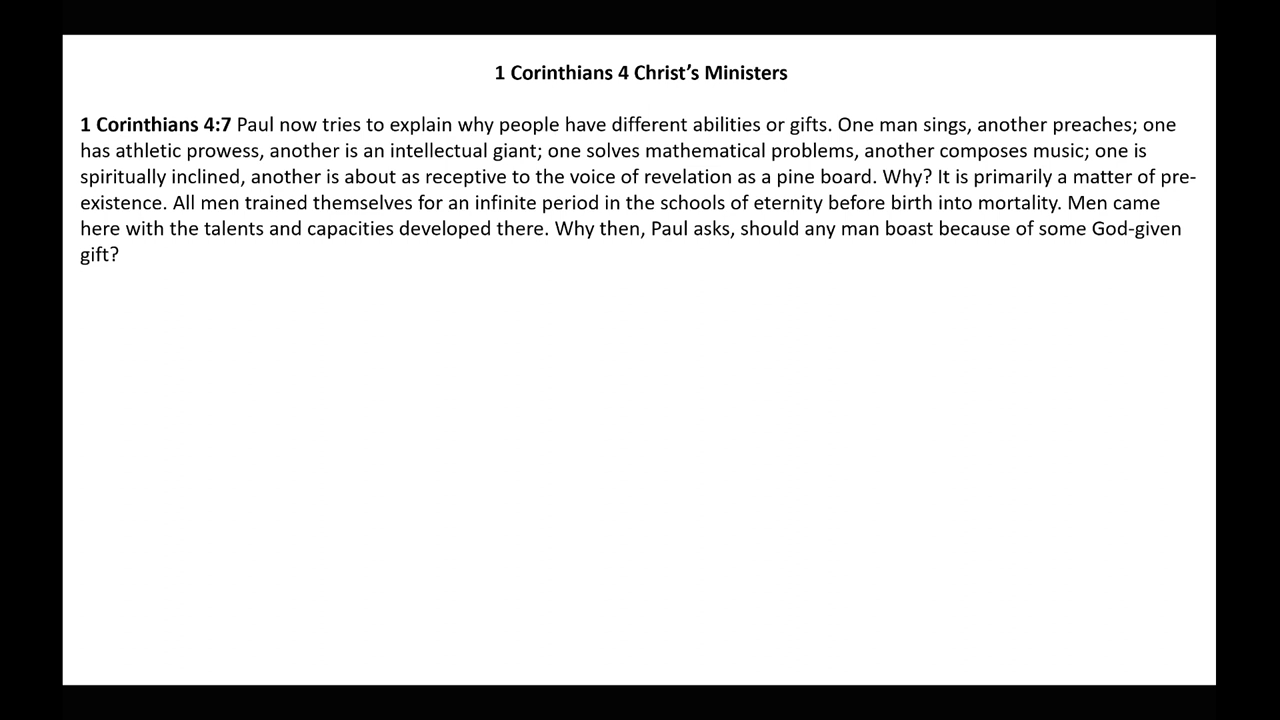 1 Corinthians 4 Christ’s Ministers
1 Corinthians 4:7 Paul now tries to explain why people have different abilities or gifts. One man sings, another preaches; one
has athletic prowess, another is an intellectual giant; one solves mathematical problems, another composes music; one is
spiritually inclined, another is about as receptive to the voice of revelation as a pine board. Why? It is primarily a matter of pre-
existence. All men trained themselves for an infinite period in the schools of eternity before birth into mortality. Men came
here with the talents and capacities developed there. Why then, Paul asks, should any man boast because of some God-given
gift?